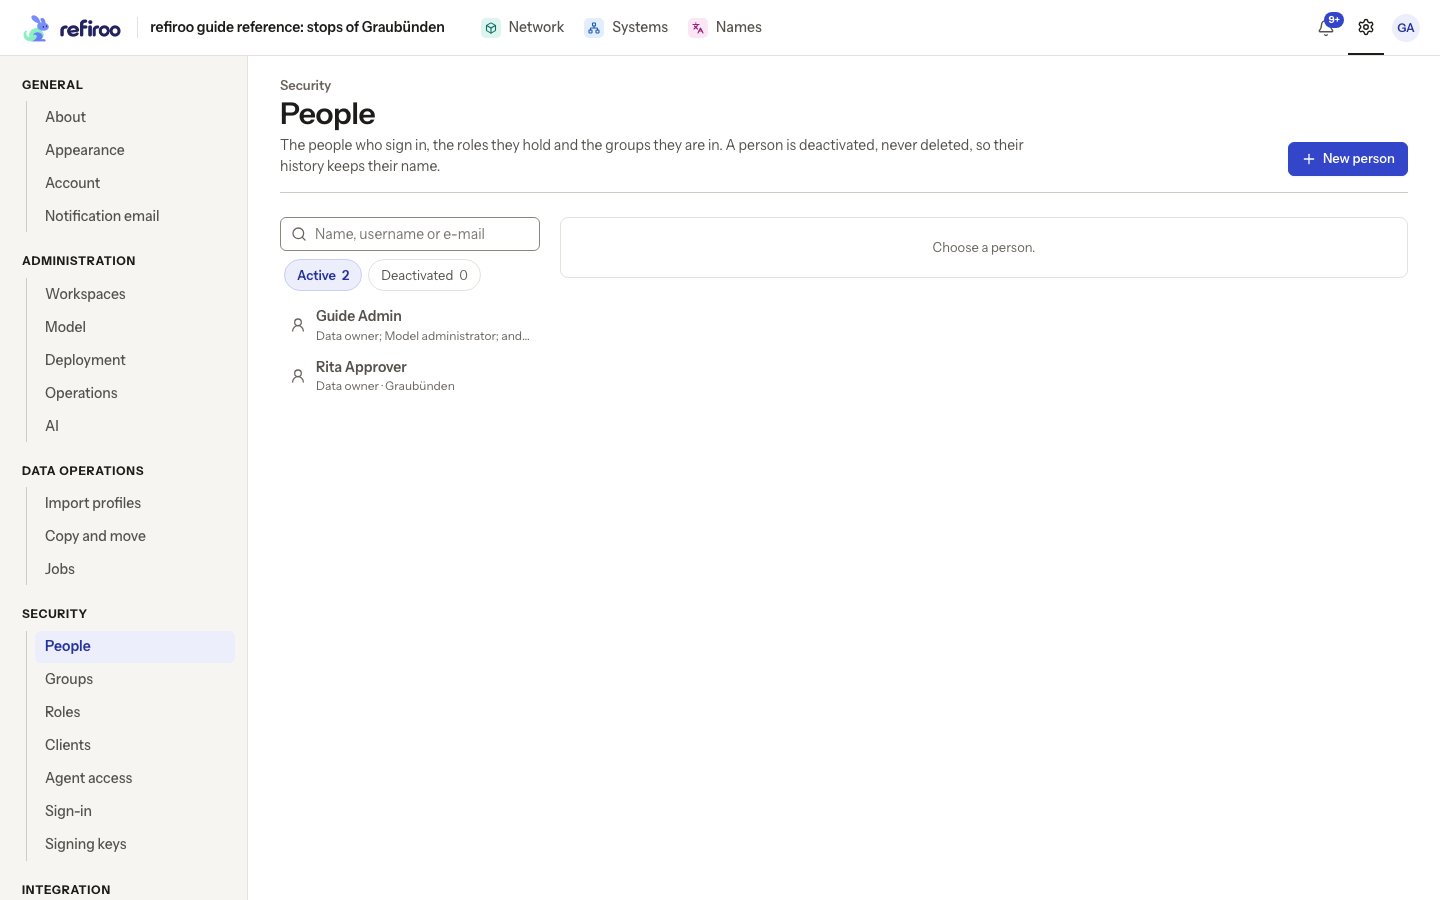 refiroo
refiroo guide reference: stops of Graubünden
Network
Systems
Names
9+
GA
GENERAL
About
Appearance
Account
Notification email
ADMINISTRATION
Workspaces
Model
Deployment
Operations
AI
DATA OPERATIONS
Import profiles
Copy and move
Jobs
SECURITY
People
Groups
Roles
Clients
Agent access
Sign-in
Signing keys
INTEGRATION
Security
People
The people who sign in, the roles they hold and the groups they are in. A person is deactivated, never deleted, so their
history keeps their name.
New person
Name, username or e-mail
Active 2
Deactivated 0
Guide Admin
Data owner; Model administrator; and...
Rita Approver
Data owner · Graubünden
Choose a person.